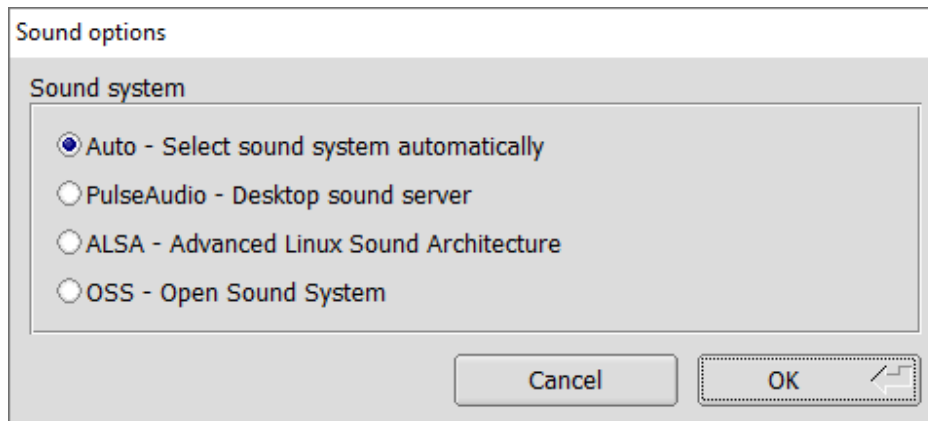 Sound options
Sound system
Auto - Select sound system automatically
PulseAudio - Desktop sound server
ALSA - Advanced Linux Sound Architecture
OSS - Open Sound System
Cancel
OK